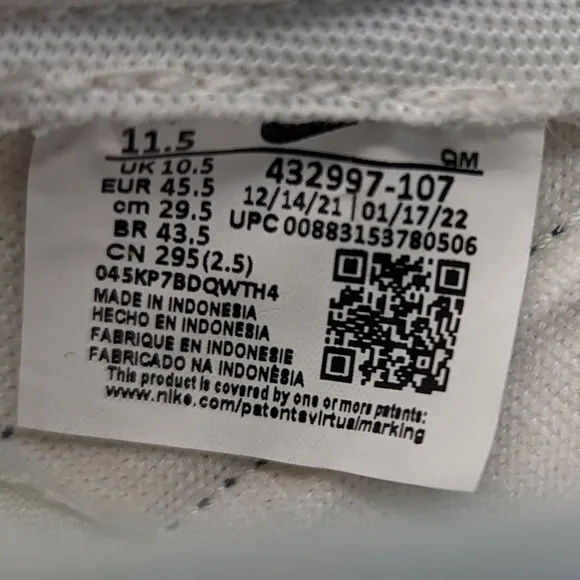 11.5
QM
UK 10.5
EUR 45.5
cm 29.5
BR 43.5
CN 295(2.5)
432997-107
12/14/21 | 01/17/22
UPC 00883153780506
045KP7BDQWTH4
MADE IN INDONESIA
HECHO EN INDONESIA
FABRIQUE EN INDONESIE
FABRICADO NA INDONÉSIA
This product is covered by one or more patents:
www.nike.com/patentsvirtualmarking